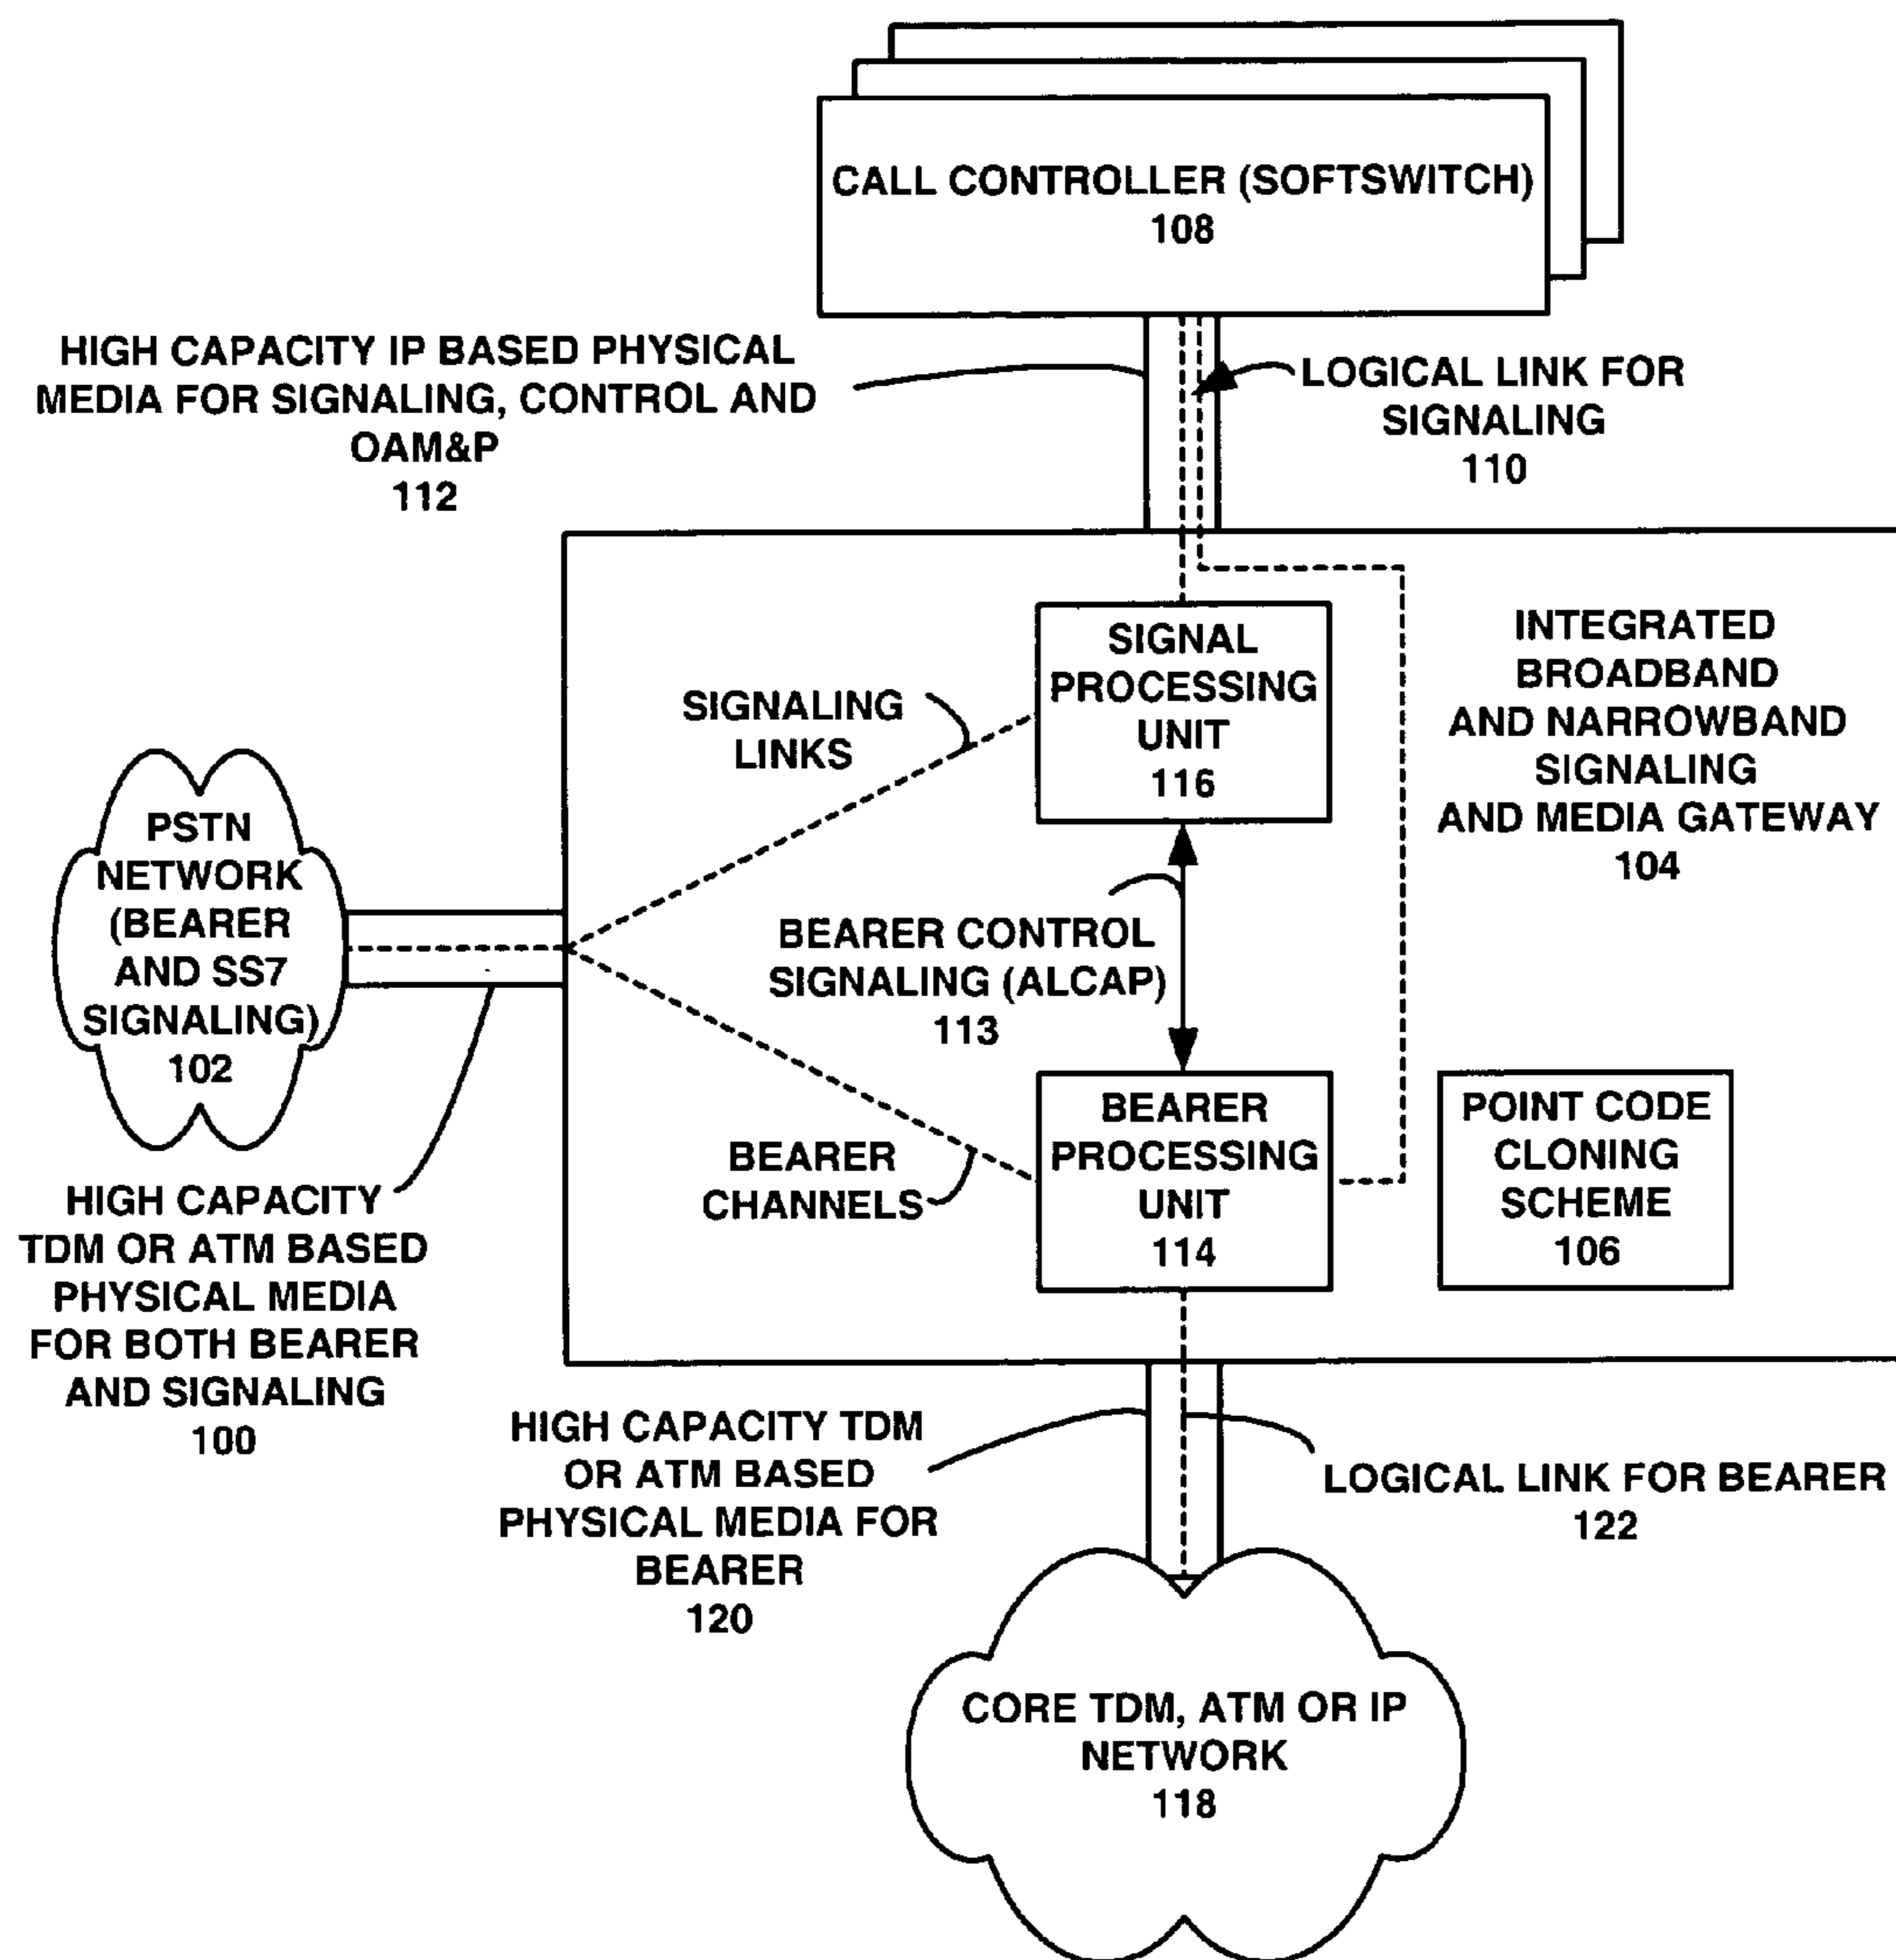 CALL CONTROLLER (SOFTSWITCH)
108
HIGH CAPACITY IP BASED PHYSICAL
MEDIA FOR SIGNALING, CONTROL AND
OAM&P
112
LOGICAL LINK FOR
SIGNALING
110
SIGNAL
PROCESSING
UNIT
116
INTEGRATED
BROADBAND
AND NARROWBAND
SIGNALING
AND MEDIA GATEWAY
104
SIGNALING
LINKS
PSTN
NETWORK
(BEARER
AND SS7
SIGNALING)
102
BEARER CONTROL
SIGNALING (ALCAP)
113
BEARER
PROCESSING
UNIT
114
POINT CODE
CLONING
SCHEME
106
BEARER
CHANNELS
HIGH CAPACITY
TDM OR ATM BASED
PHYSICAL MEDIA
FOR BOTH BEARER
AND SIGNALING
100
HIGH CAPACITY TDM
OR ATM BASED
PHYSICAL MEDIA FOR
BEARER
120
LOGICAL LINK FOR BEARER
122
CORE TDM, ATM OR IP
NETWORK
118